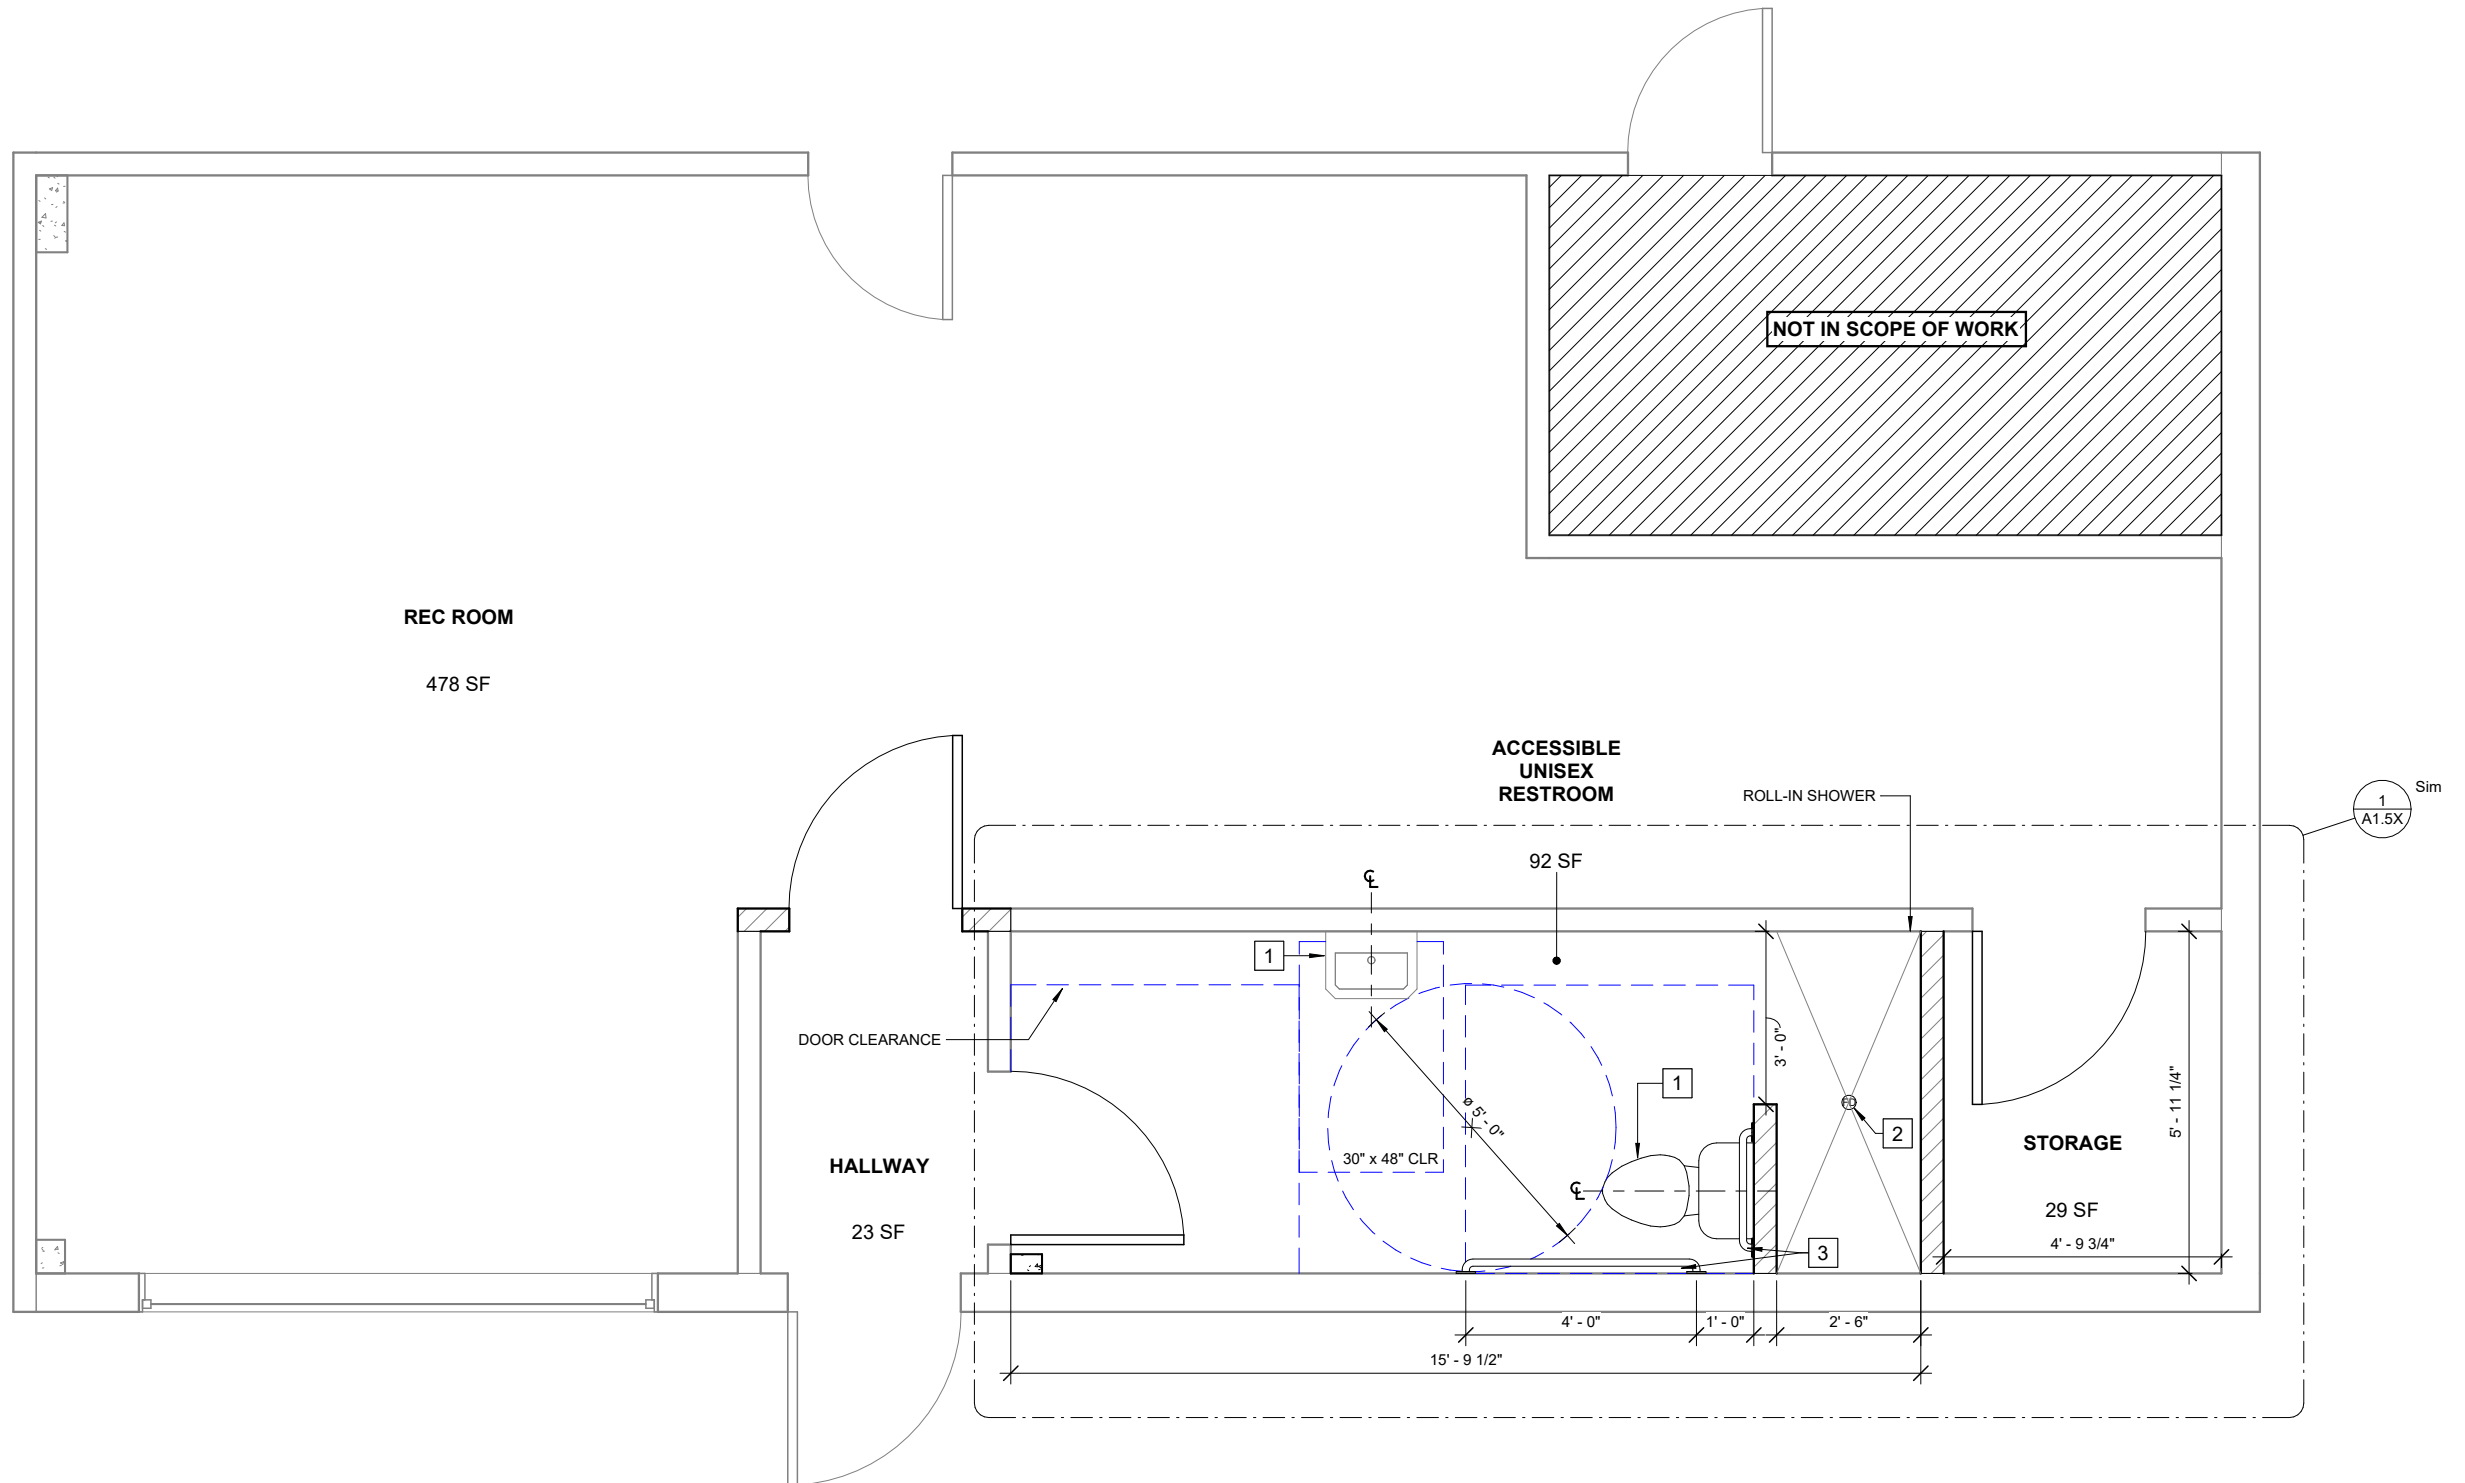 NOT IN SCOPE OF WORK
REC ROOM
478 SF
ACCESSIBLE
UNISEX
RESTROOM
ROLL-IN SHOWER
1
A1.5X
Sim
92 SF
℄
1
DOOR CLEARANCE
3' - 0"
1
ø 5' - 0"
2
5' - 11 1/4"
30" x 48" CLR
℄
HALLWAY
23 SF
STORAGE
29 SF
3
4' - 9 3/4"
4' - 0"
1' - 0"
2' - 6"
15' - 9 1/2"
FD